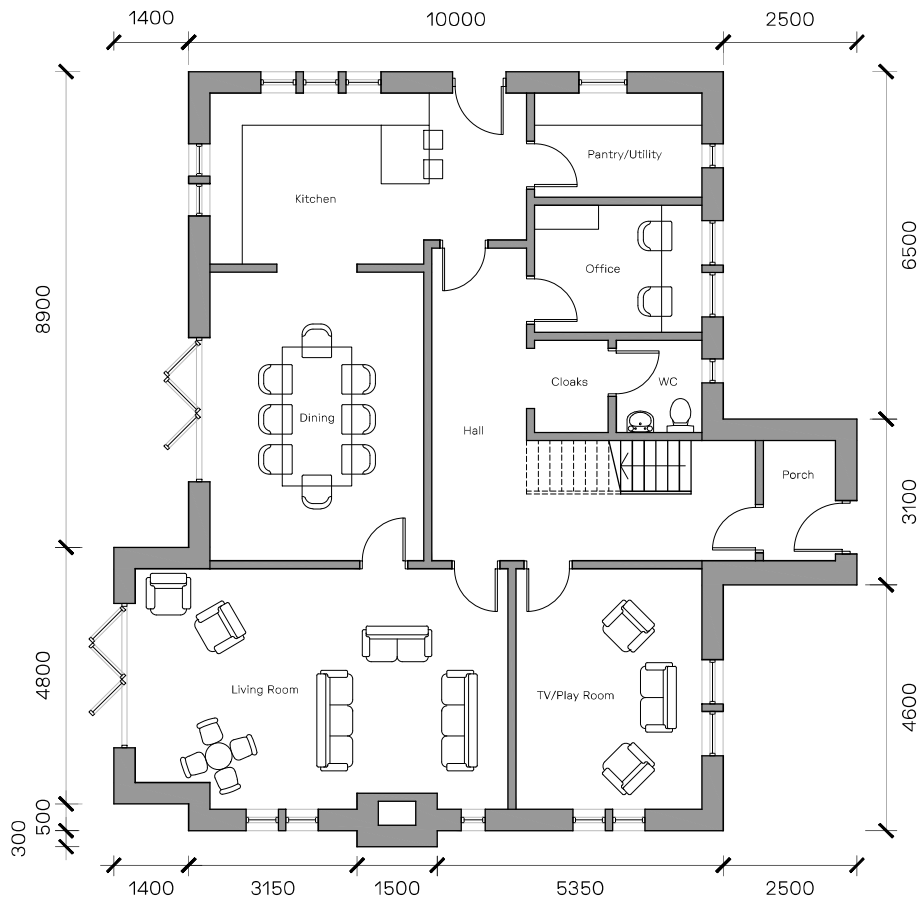 1400
10000
2500
Pantry/Utility
Kitchen
6500
Office
8900
Cloaks
WC
Dining
Hall
Porch
3100
Living Room
TV/Play Room
4800
4600
500
300
1400
3150
1500
5350
2500